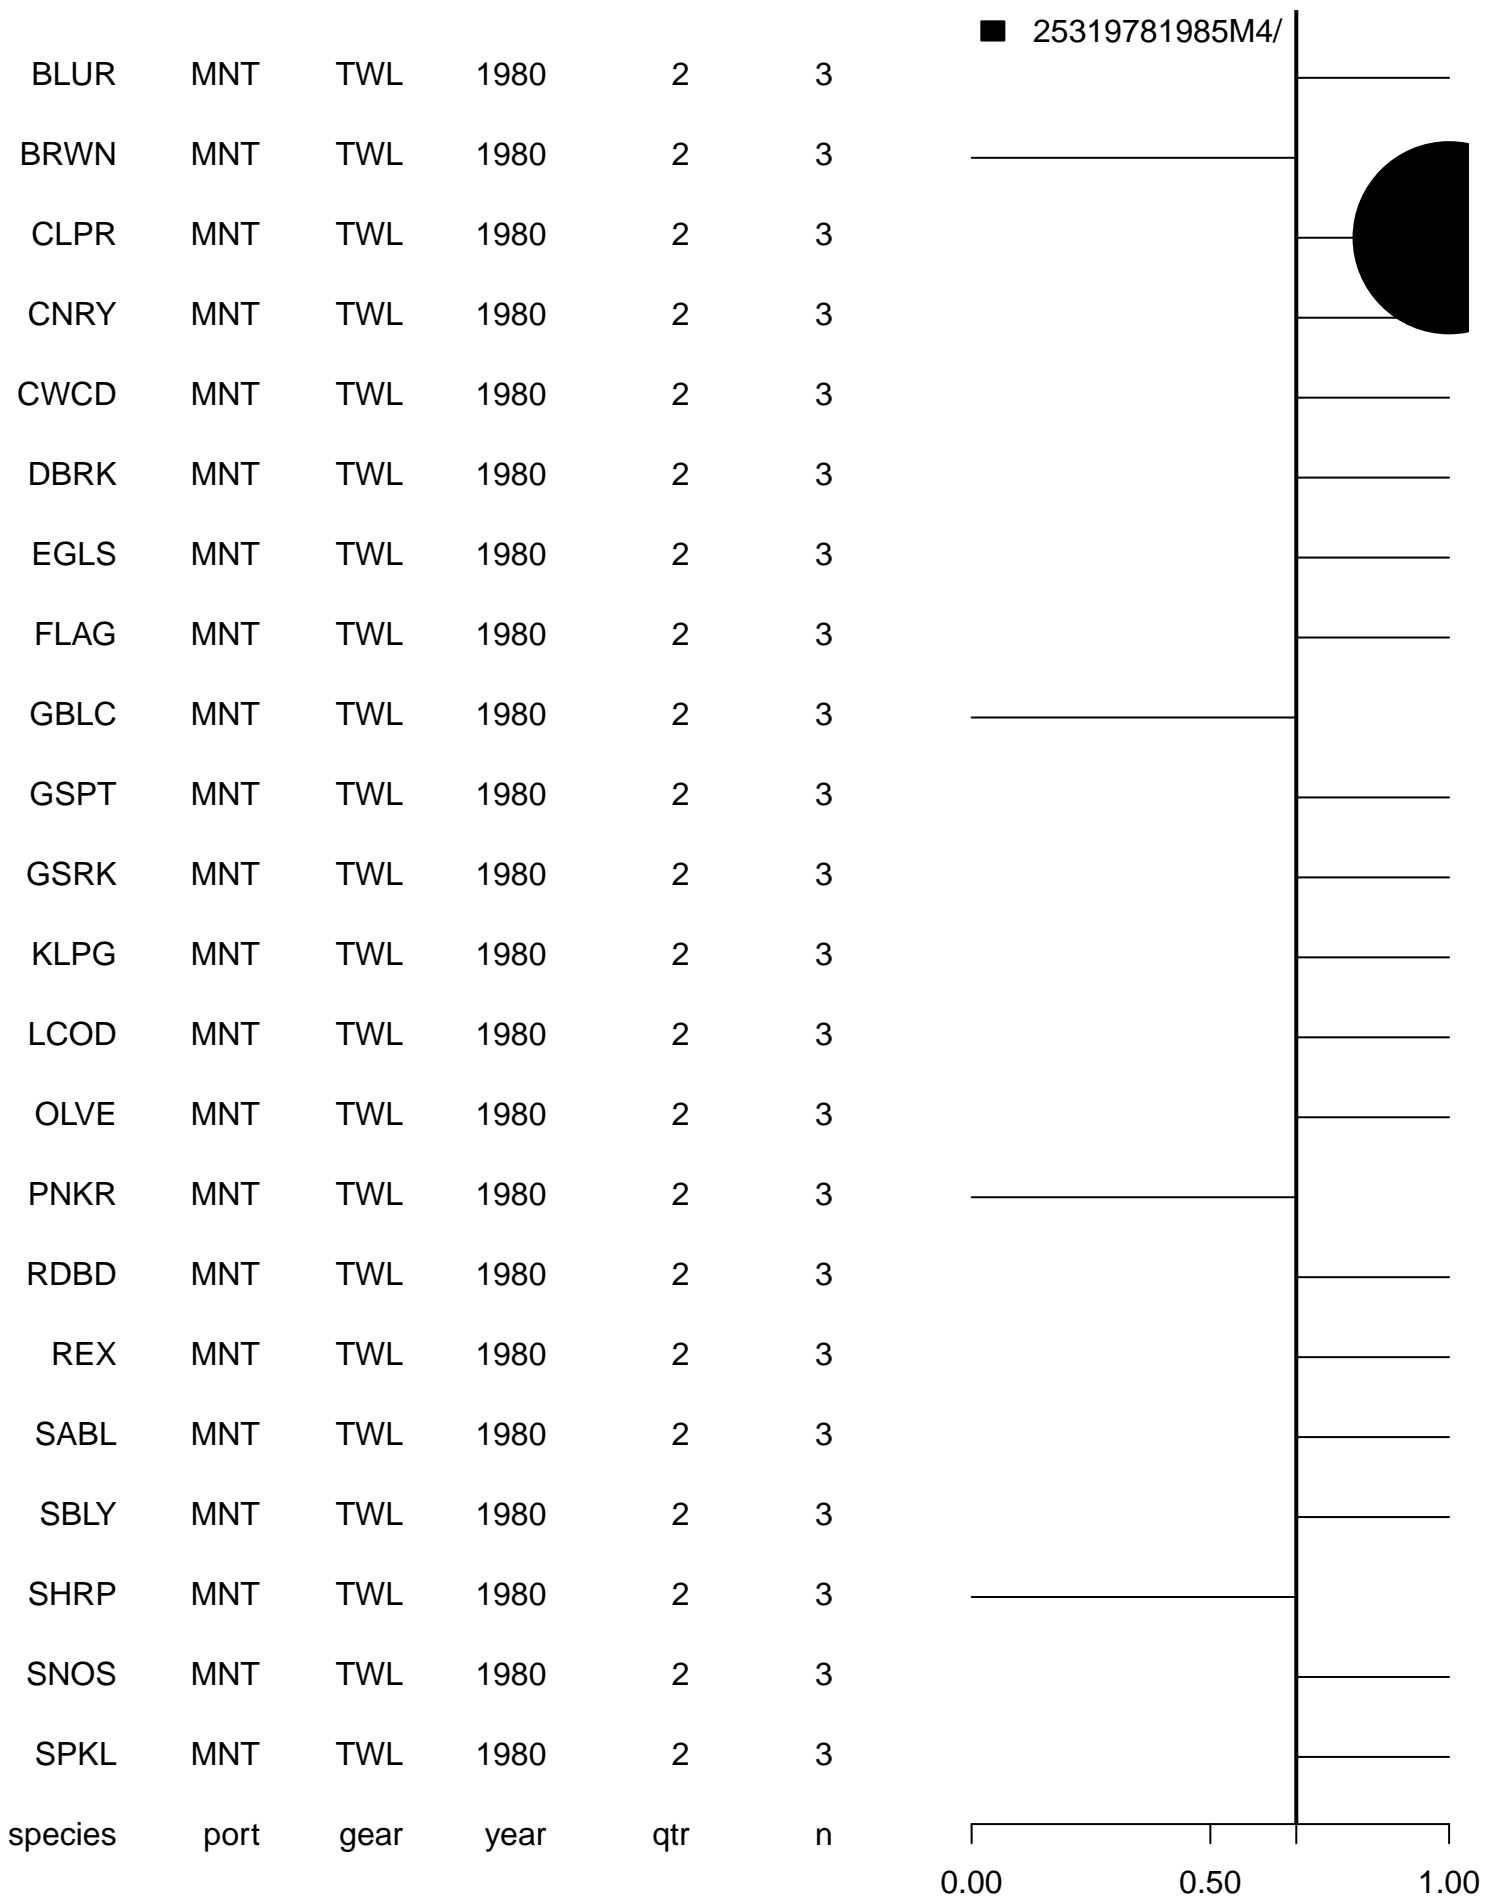 25319781985M4/
BLUR MNT TWL 1980 2 3
BRWN MNT TWL 1980 2 3
CLPR MNT TWL 1980 2 3
CNRY MNT TWL 1980 2 3
CWCD MNT TWL 1980 2 3
DBRK MNT TWL 1980 2 3
EGLS MNT TWL 1980 2 3
FLAG MNT TWL 1980 2 3
GBLC MNT TWL 1980 2 3
GSPT MNT TWL 1980 2 3
GSRK MNT TWL 1980 2 3
KLPG MNT TWL 1980 2 3
LCOD MNT TWL 1980 2 3
OLVE MNT TWL 1980 2 3
PNKR MNT TWL 1980 2 3
RDBD MNT TWL 1980 2 3
REX MNT TWL 1980 2 3
SABL MNT TWL 1980 2 3
SBLY MNT TWL 1980 2 3
SHRP MNT TWL 1980 2 3
SNOS MNT TWL 1980 2 3
SPKL MNT TWL 1980 2 3
species port gear year qtr n
0.00 0.50 1.00